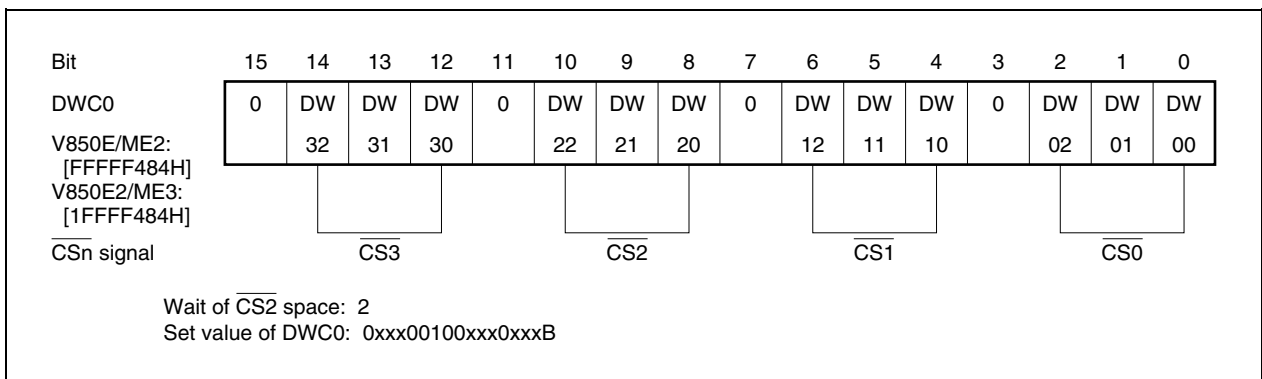 Bit 15 14 13 12 11 10 9 8 7 6 5 4 3 2 1 0
DWC0 0 DW DW DW 0 DW DW DW 0 DW DW DW 0 DW DW DW
V850E/ME2: 32 31 30 22 21 20 12 11 10 02 01 00
[FFFFF484H]
V850E2/ME3:
[1FFFF484H]
CSn signal CS3 CS2 CS1 CS0
Wait of CS2 space: 2
Set value of DWC0: 0xxx00100xxx0xxxB